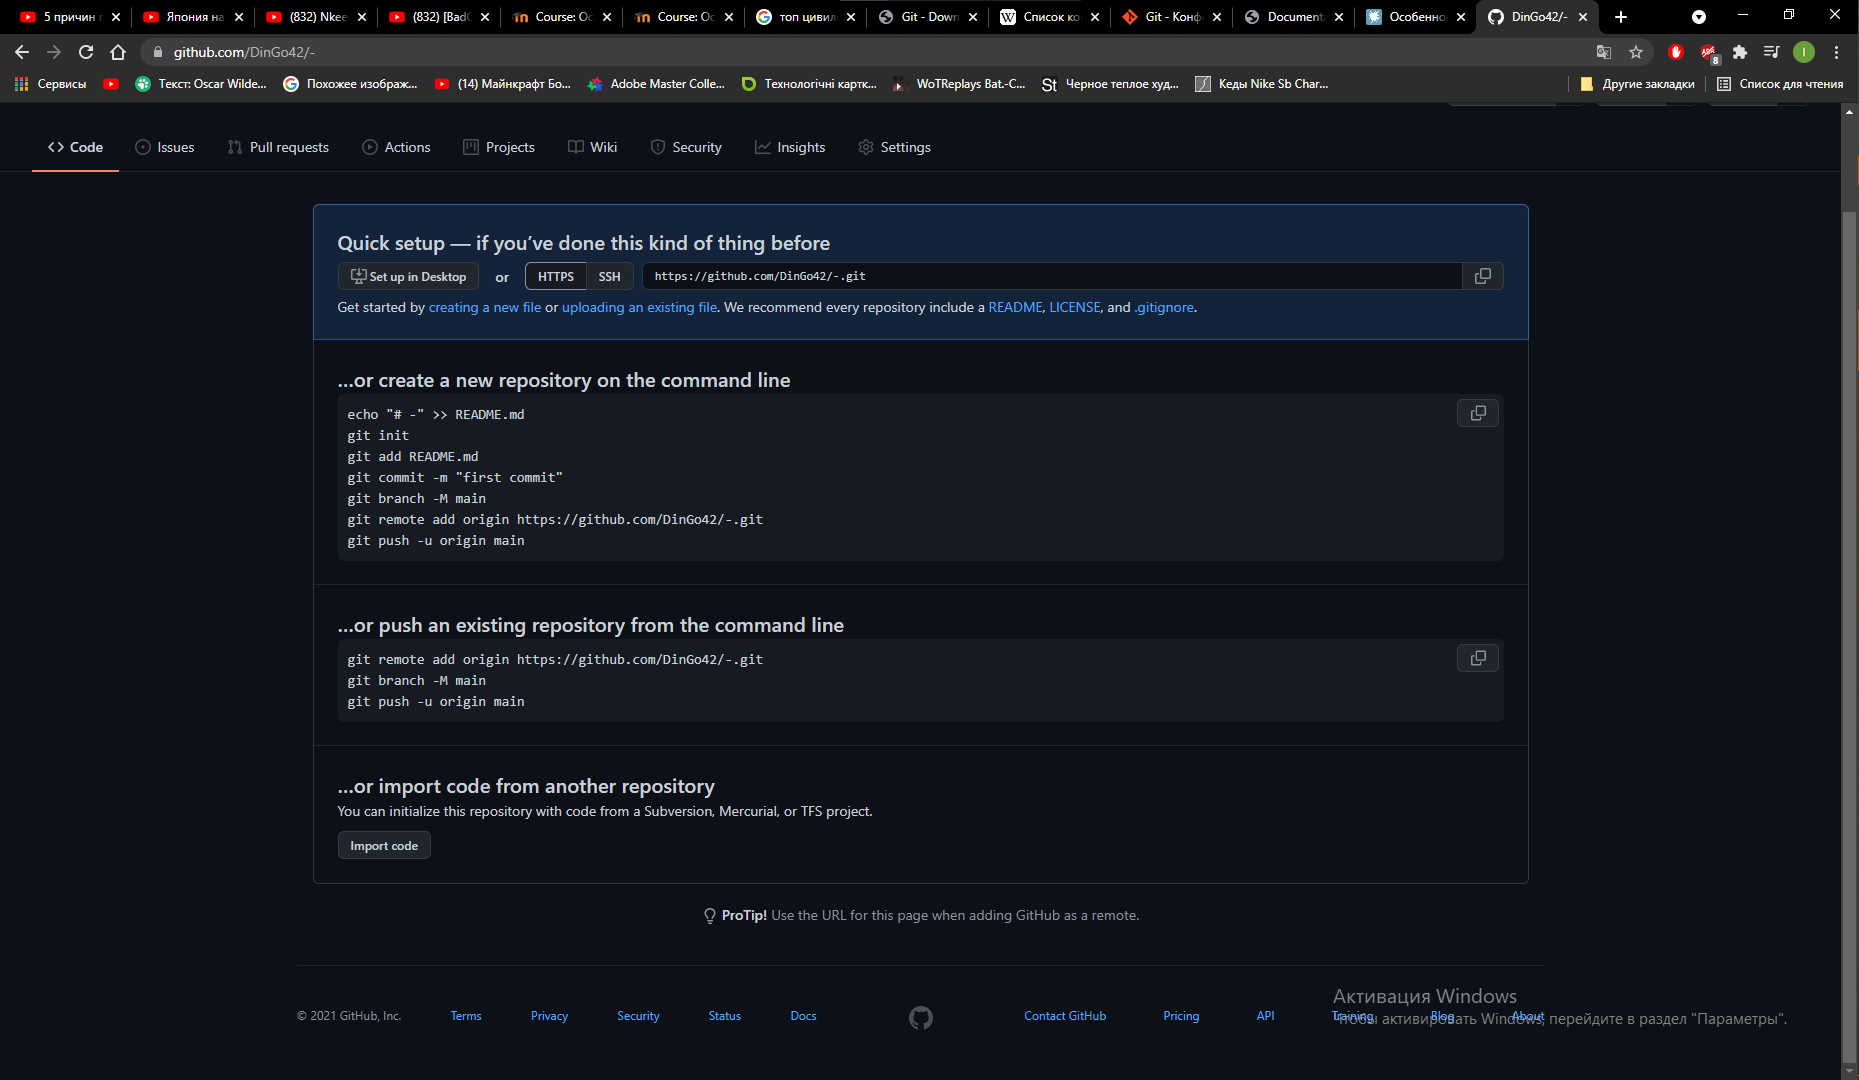 5 причин
Япония на
(832) Nkee
(832) [Bad
Course: Oc
Course: Oc
топ цивил
Git - Down
Список ко
Git - Конф
Documenta
Особенно
DinGo42/-
github.com/DinGo42/-
Сервисы
Текст: Oscar Wilde...
Похожее изображ...
(14) Майнкрафт Бо...
Adobe Master Colle...
Технологічні картк...
WoTReplays Bat.-C...
Черное теплое худ...
Кеды Nike Sb Char...
Другие закладки
Список для чтения
Code
Issues
Pull requests
Actions
Projects
Wiki
Security
Insights
Settings
Quick setup — if you’ve done this kind of thing before
Set up in Desktop or HTTPS SSH https://github.com/DinGo42/-.git
Get started by creating a new file or uploading an existing file. We recommend every repository include a README, LICENSE, and .gitignore.
…or create a new repository on the command line
echo "# -" >> README.md
git init
git add README.md
git commit -m "first commit"
git branch -M main
git remote add origin https://github.com/DinGo42/-.git
git push -u origin main
…or push an existing repository from the command line
git remote add origin https://github.com/DinGo42/-.git
git branch -M main
git push -u origin main
…or import code from another repository
You can initialize this repository with code from a Subversion, Mercurial, or TFS project.
Import code
ProTip! Use the URL for this page when adding GitHub as a remote.
© 2021 GitHub, Inc.
Terms
Privacy
Security
Status
Docs
Contact GitHub
Pricing
API
Training
Blog
About
Активация Windows
Чтобы активировать Windows, перейдите в раздел "Параметры".